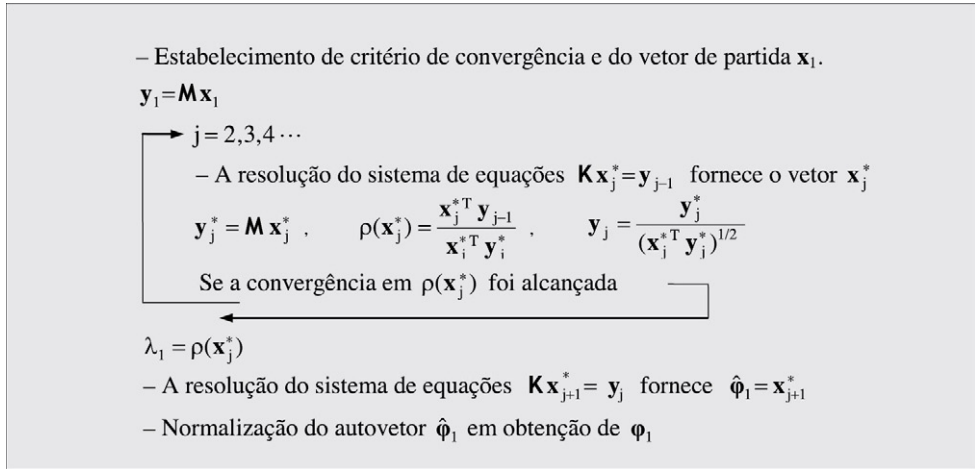 – Estabelecimento de critério de convergência e do vetor de partida x₁.
y₁=Mx₁
j=2,3,4⋯
– A resolução do sistema de equações Kx*ⱼ=yⱼ₋₁ fornece o vetor x*ⱼ
y*ⱼ = M x*ⱼ , ρ(x*ⱼ) = (x*ⱼᵀ yⱼ₋₁)/(x*ⱼᵀ y*ⱼ) , yⱼ = y*ⱼ/(x*ⱼᵀ y*ⱼ)^1/2
Se a convergência em ρ(x*ⱼ) foi alcançada
λ₁ = ρ(x*ⱼ)
– A resolução do sistema de equações Kx*ⱼ₊₁= yⱼ fornece φ̂₁=x*ⱼ₊₁
– Normalização do autovetor φ̂₁ em obtenção de φ₁